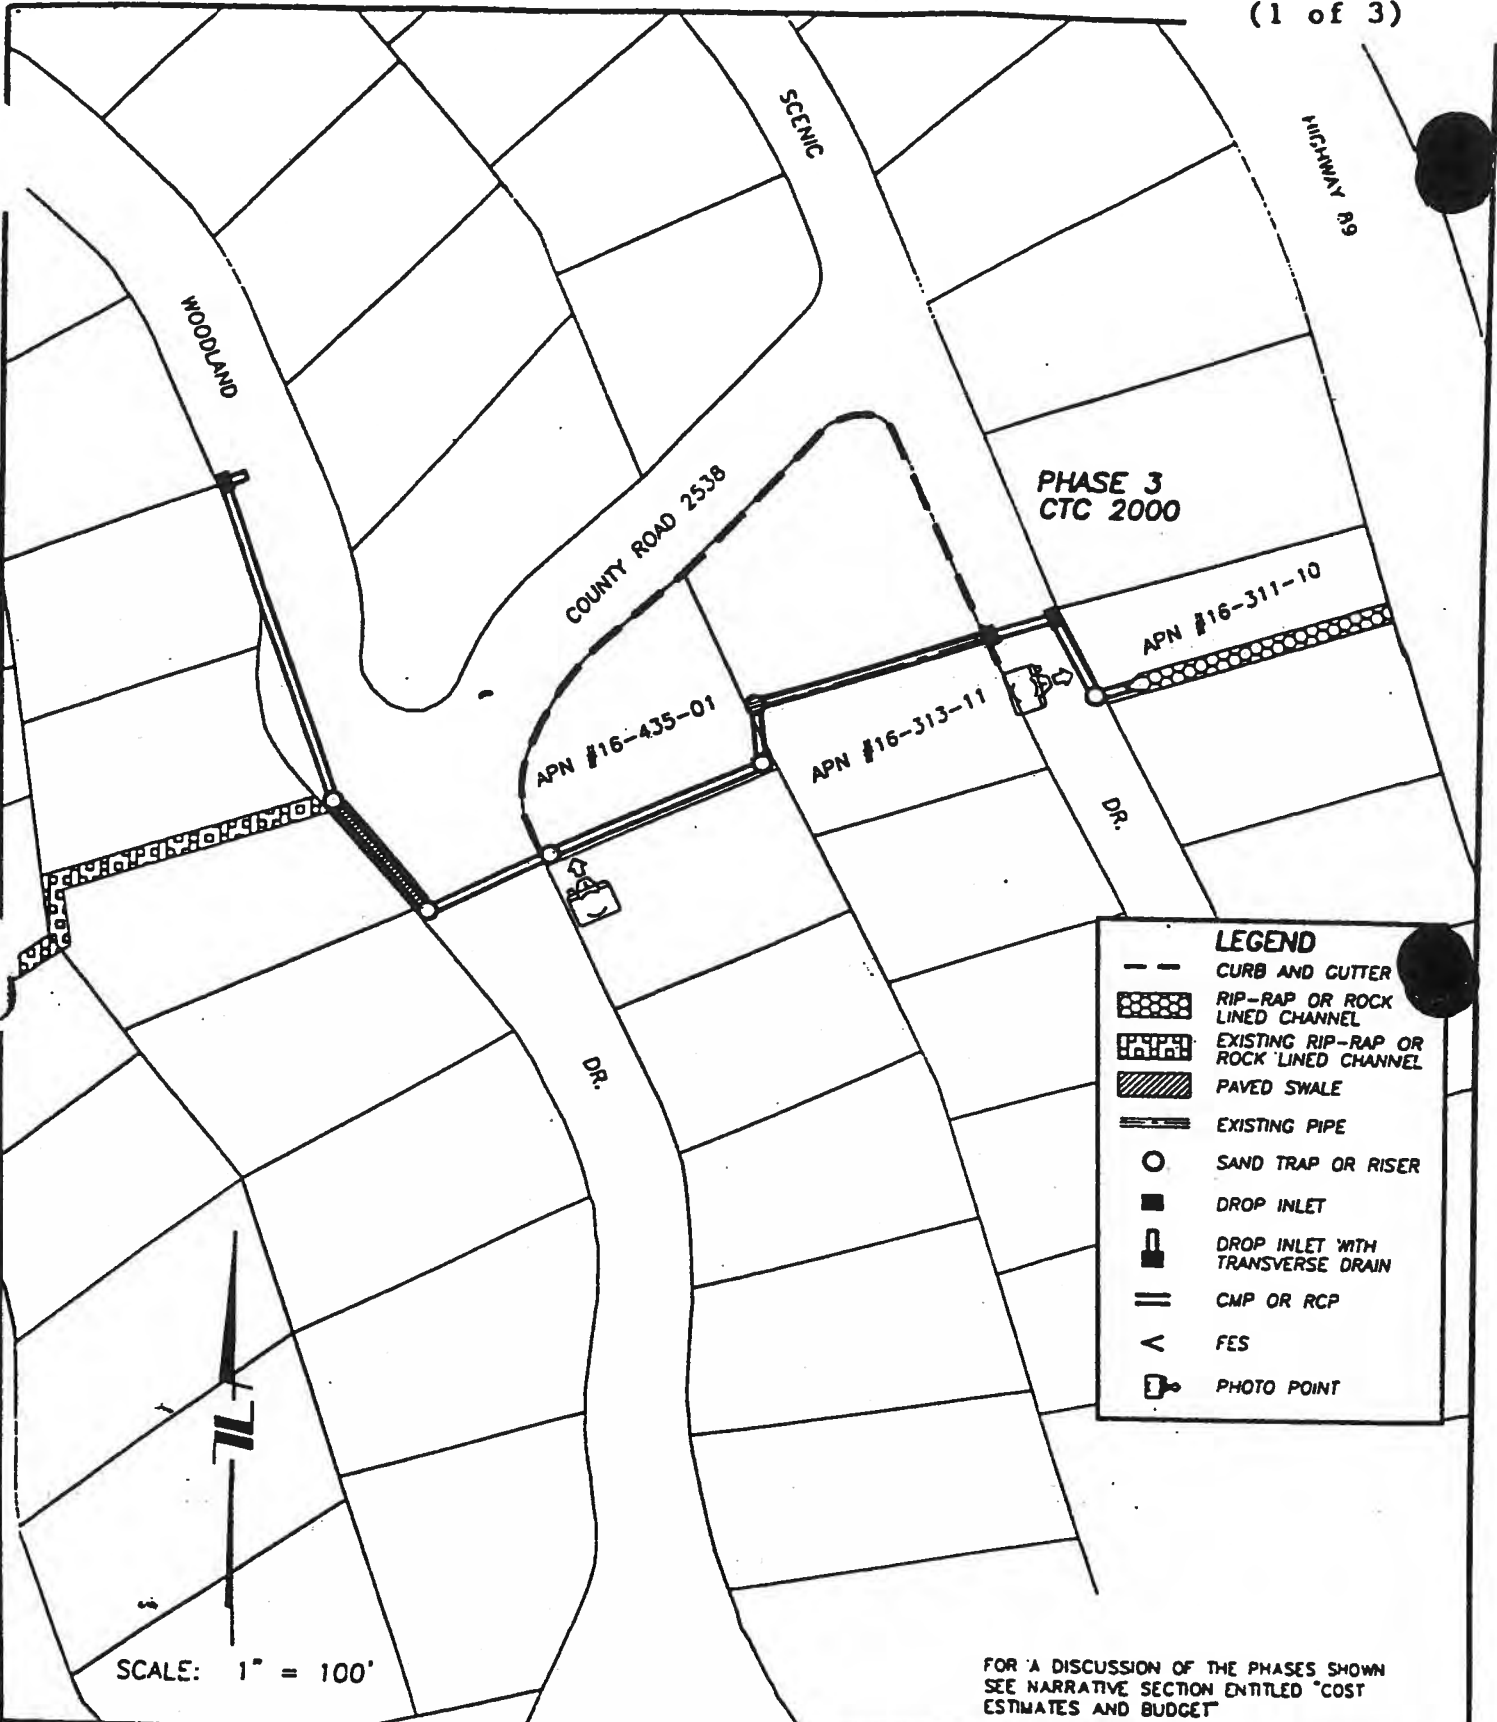 (1 of 3)
SCENIC
HIGHWAY 89
WOODLAND
PHASE 3
CTC 2000
COUNTY ROAD 2538
APN #16-311-10
APN #16-435-01
APN #16-313-11
DR.
DR.
LEGEND
CURB AND CUTTER
RIP-RAP OR ROCK
LINED CHANNEL
EXISTING RIP-RAP OR
ROCK LINED CHANNEL
PAVED SWALE
EXISTING PIPE
SAND TRAP OR RISER
DROP INLET
DROP INLET WITH
TRANSVERSE DRAIN
CMP OR RCP
FES
PHOTO POINT
SCALE: 1" = 100'
FOR A DISCUSSION OF THE PHASES SHOWN
SEE NARRATIVE SECTION ENTITLED "COST
ESTIMATES AND BUDGET"